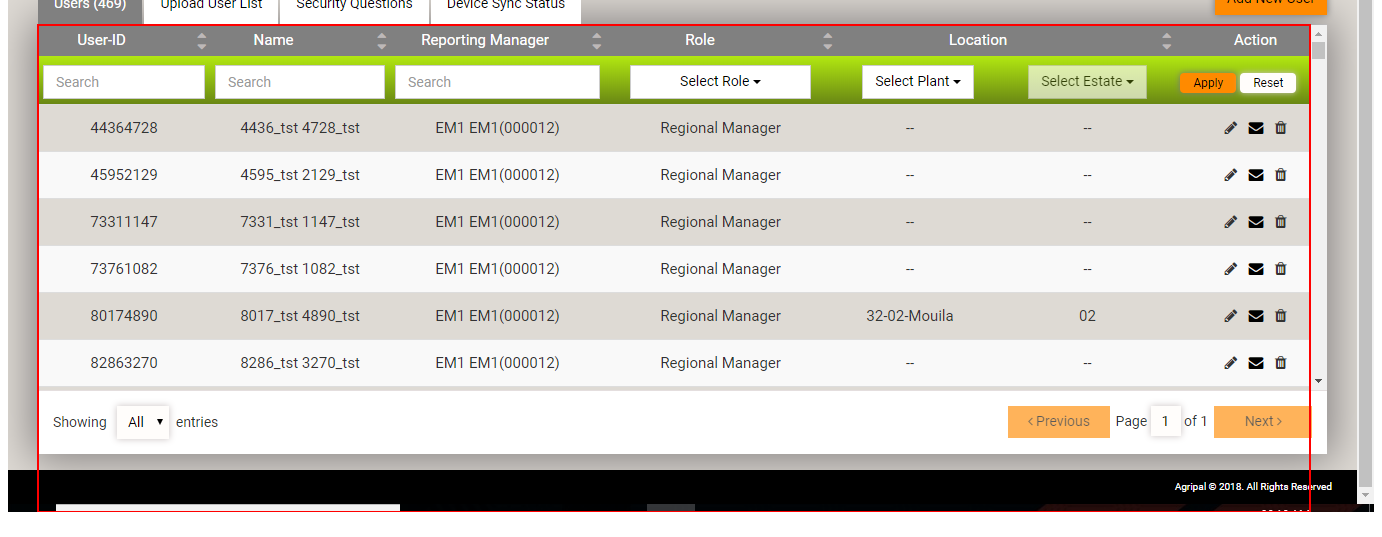 Users (469) Upload User List Security Questions Device Sync Status Add New User
User-ID Name Reporting Manager Role Location Action
Search Search Search Select Role Select Plant Select Estate Apply Reset
44364728 4436_tst 4728_tst EM1 EM1(000012) Regional Manager -- --
45952129 4595_tst 2129_tst EM1 EM1(000012) Regional Manager -- --
73311147 7331_tst 1147_tst EM1 EM1(000012) Regional Manager -- --
73761082 7376_tst 1082_tst EM1 EM1(000012) Regional Manager -- --
80174890 8017_tst 4890_tst EM1 EM1(000012) Regional Manager 32-02-Mouila 02
82863270 8286_tst 3270_tst EM1 EM1(000012) Regional Manager -- --
Showing All entries < Previous Page 1 of 1 Next >
Agripal © 2018. All Rights Reserved